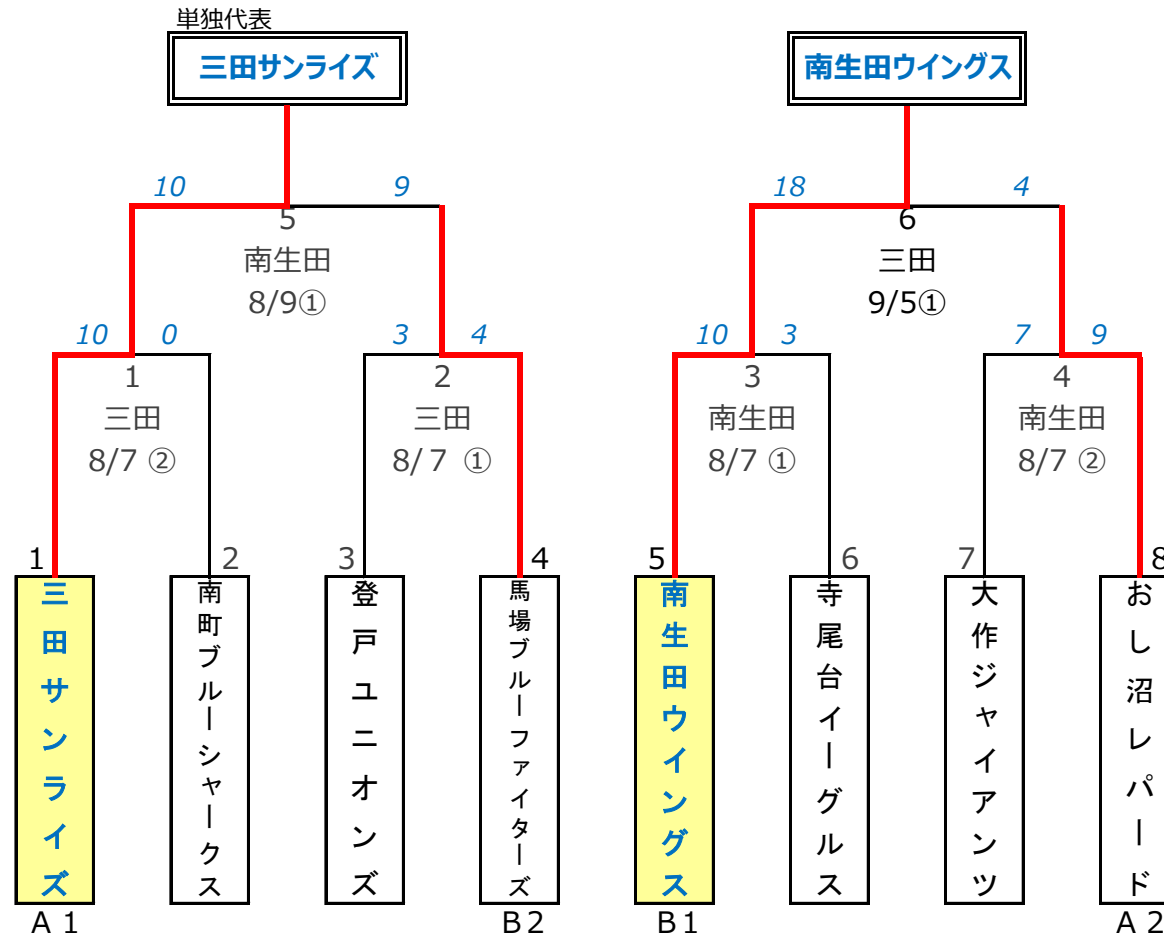 単独代表
三田サンライズ 南生田ウイングス
10 9 18 4
5 6
南生田 三田
8/9① 9/5①
10 0 3 4 10 3 7 9
1 2 3 4
三田 三田 南生田 南生田
8/7 ② 8/7 ① 8/7 ① 8/7 ②
1 2 3 4 5 6 7 8
三田サンライズ
南町ブルーシャークス
登戸ユニオンズ
馬場ブルーファイターズ
南生田ウイングス
寺尾台イーグルス
大作ジャイアンツ
おし沼レパード
A 1 B2 B1 A 2